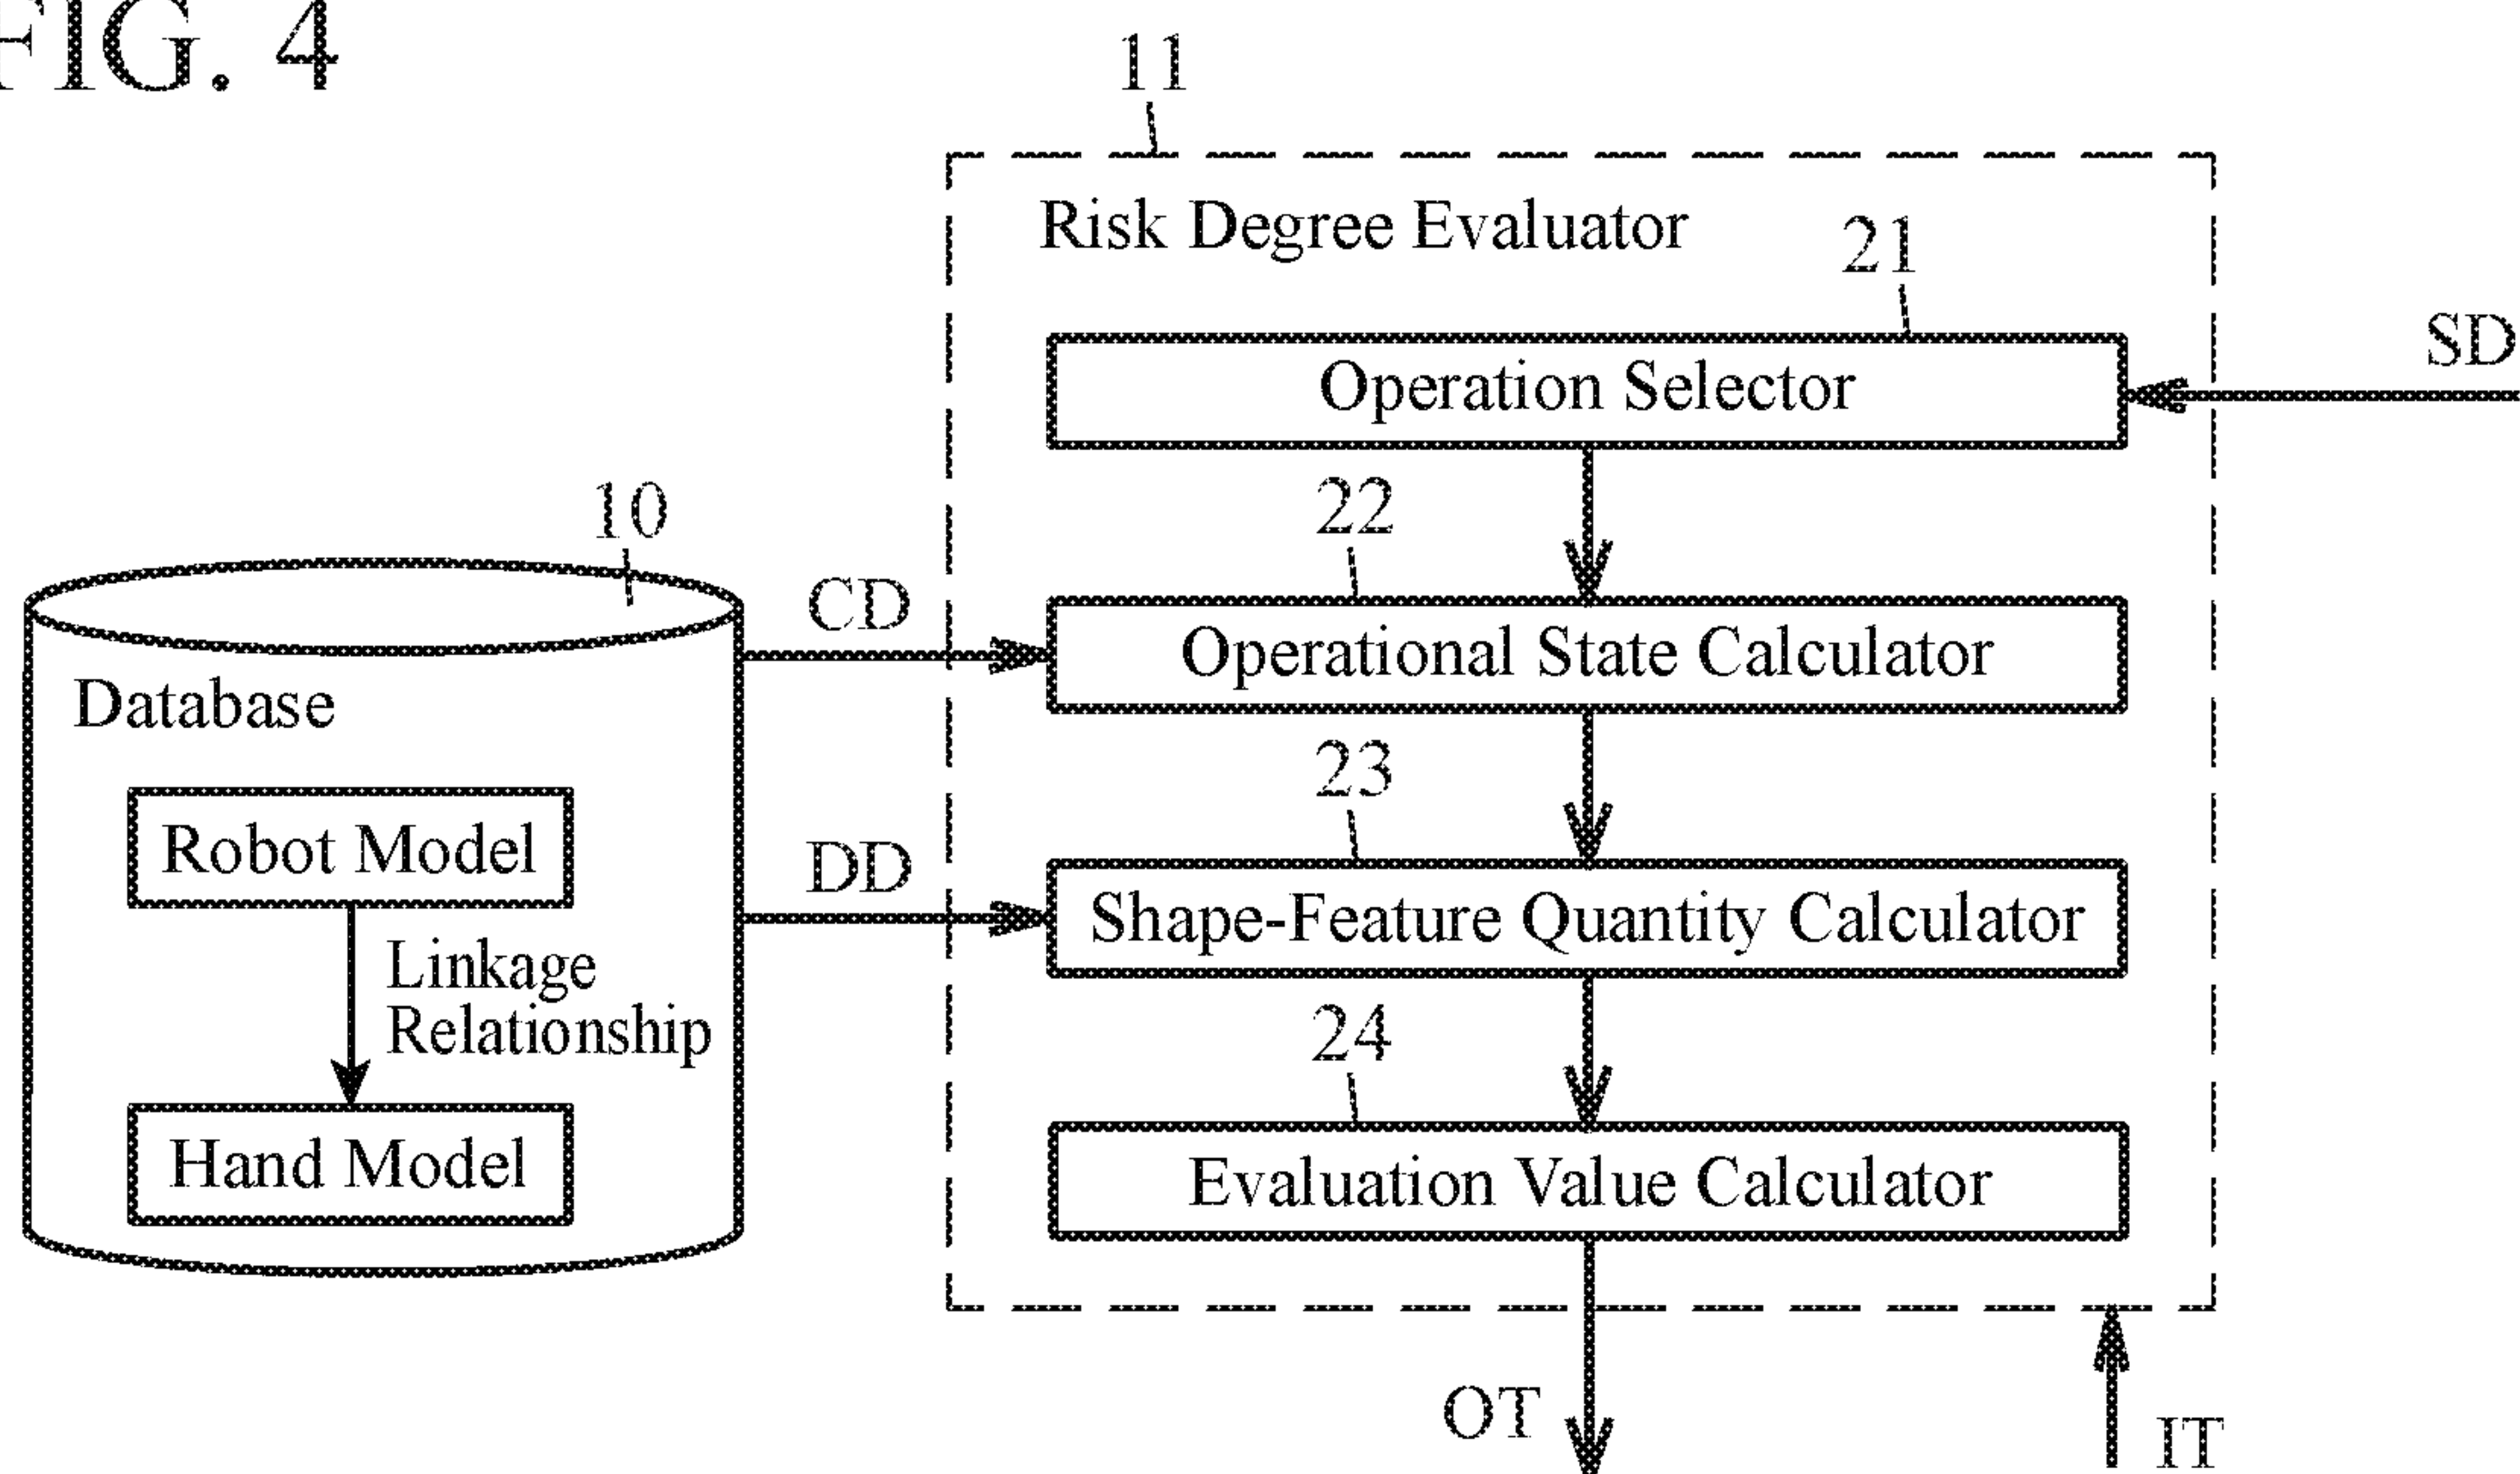 FIG. 4
11
Risk Degree Evaluator
21
Operation Selector
SD
22
10
CD
Operational State Calculator
Database
23
Robot Model
DD
Shape-Feature Quantity Calculator
Linkage
Relationship
24
Hand Model
Evaluation Value Calculator
OT
IT